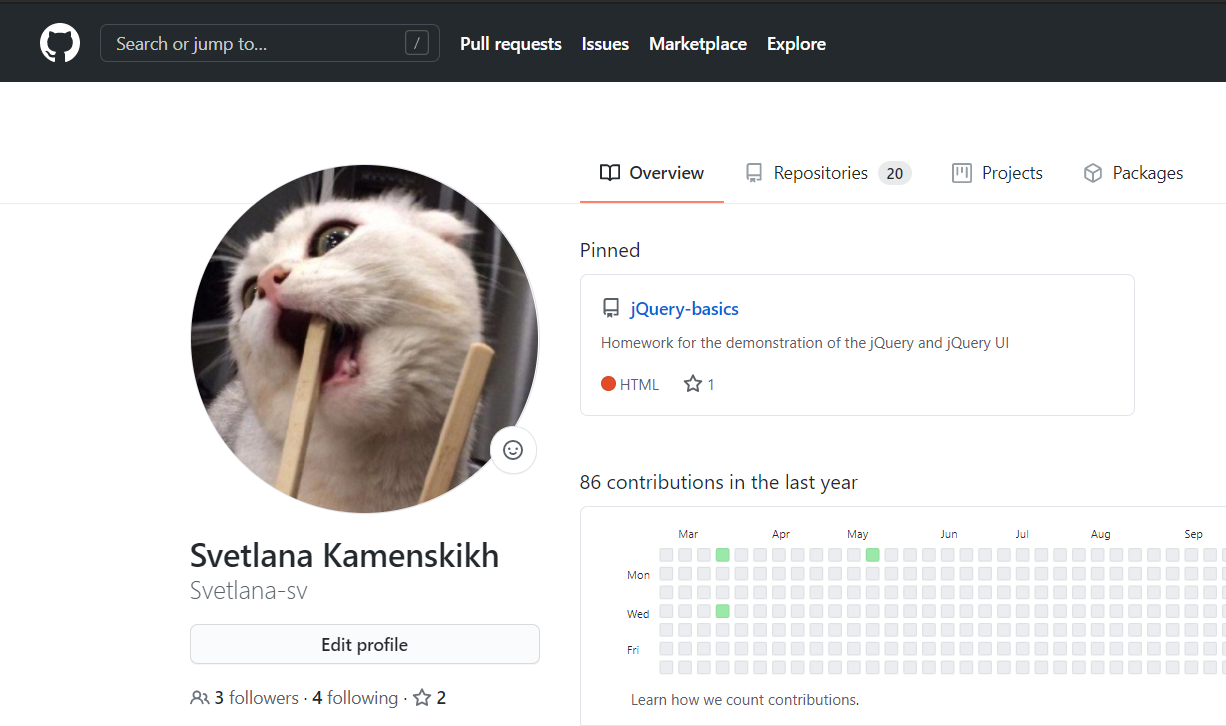 Search or jump to... / Pull requests Issues Marketplace Explore
Overview Repositories 20 Projects Packages
Pinned
jQuery-basics
Homework for the demonstration of the jQuery and jQuery UI
HTML 1
86 contributions in the last year
Mar Apr May Jun Jul Aug Sep
Mon
Wed
Fri
Learn how we count contributions.
Svetlana Kamenskikh
Svetlana-sv
Edit profile
3 followers · 4 following · 2